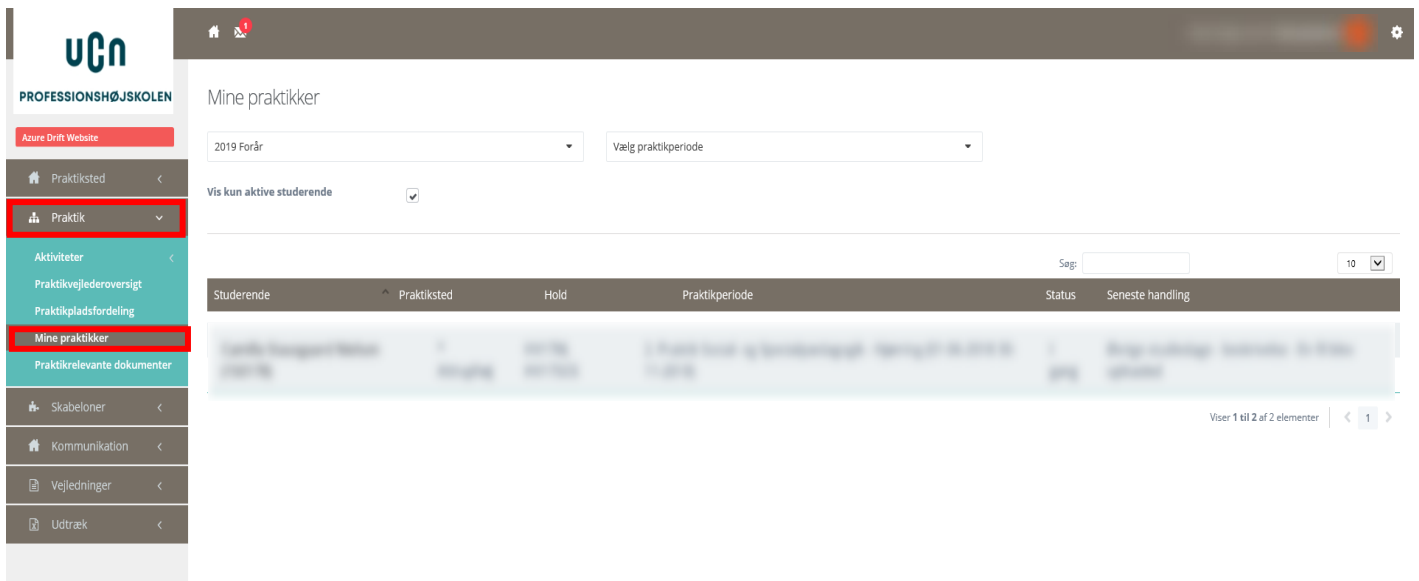 ucn
PROFESSIONSHØJSKOLEN
Azure Drift Website
Praktiksted
Praktik
Aktiviteter
Praktikvejlederoversigt
Praktikpladsfordeling
Mine praktikker
Praktikrelevante dokumenter
Skabeloner
Kommunikation
Vejledninger
Udtræk
1
Mine praktikker
2019 Forår Vælg praktikperiode
Vis kun aktive studerende
Søg: 10
Studerende Praktiksted Hold Praktikperiode Status Seneste handling
Viser 1 til 2 af 2 elementer 1